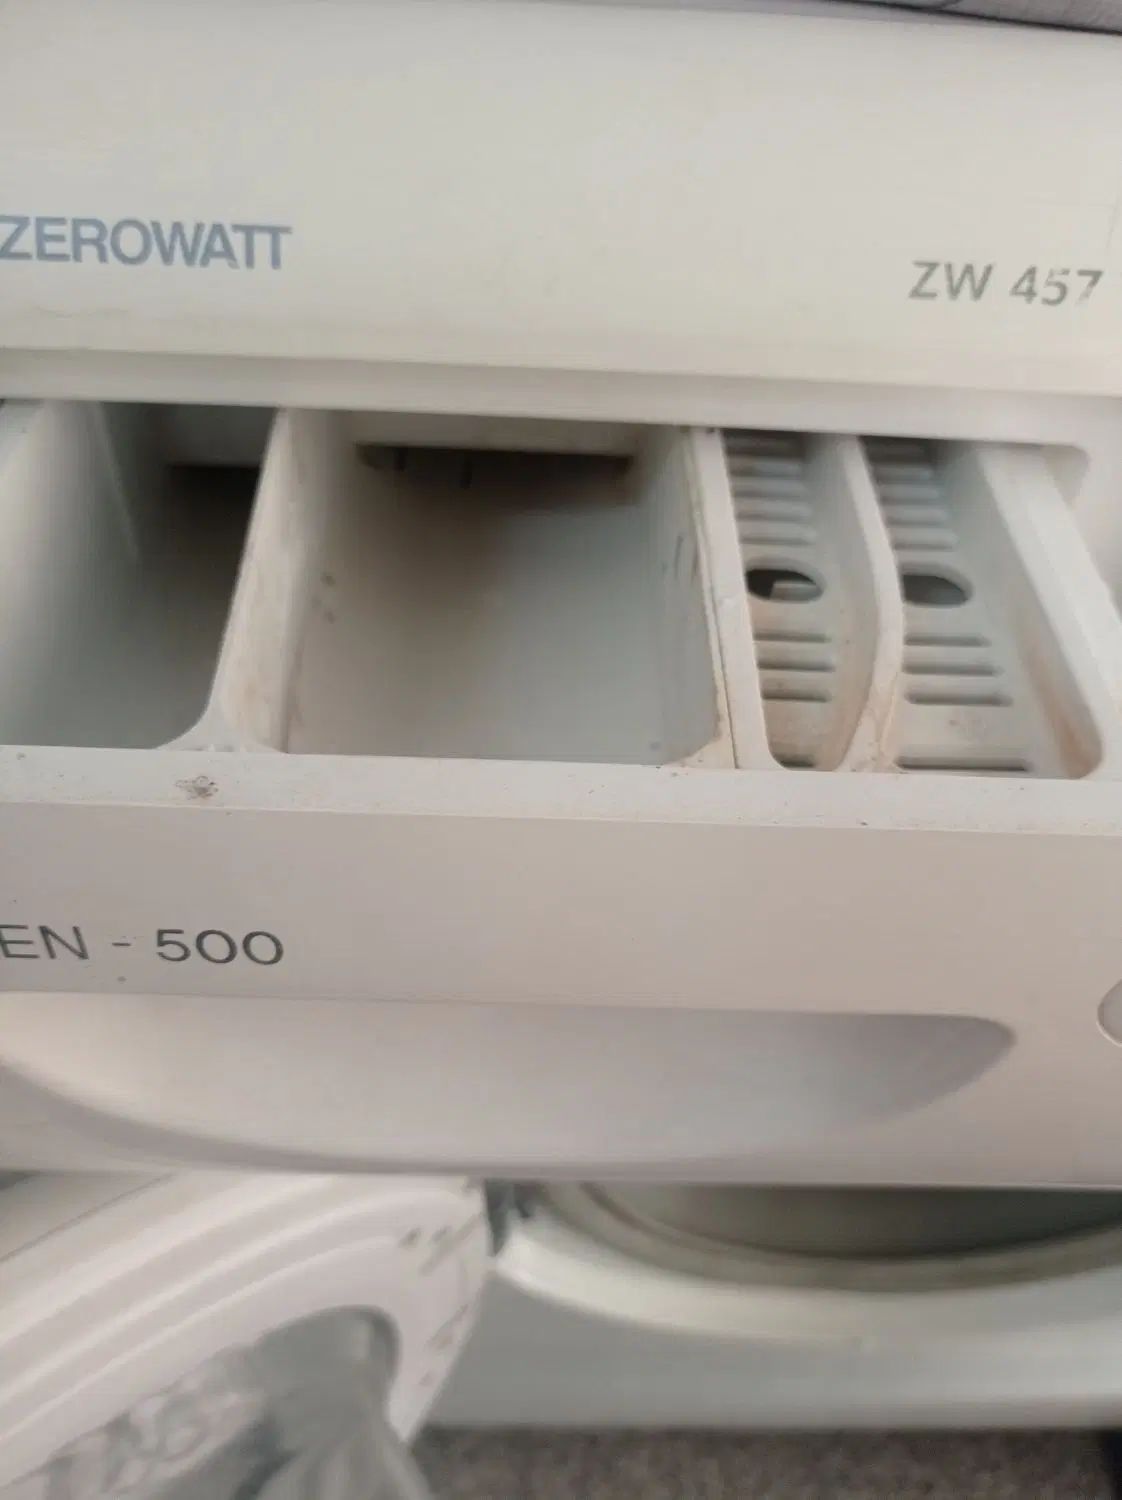 ZEROWATT
ZW 457
EN - 500